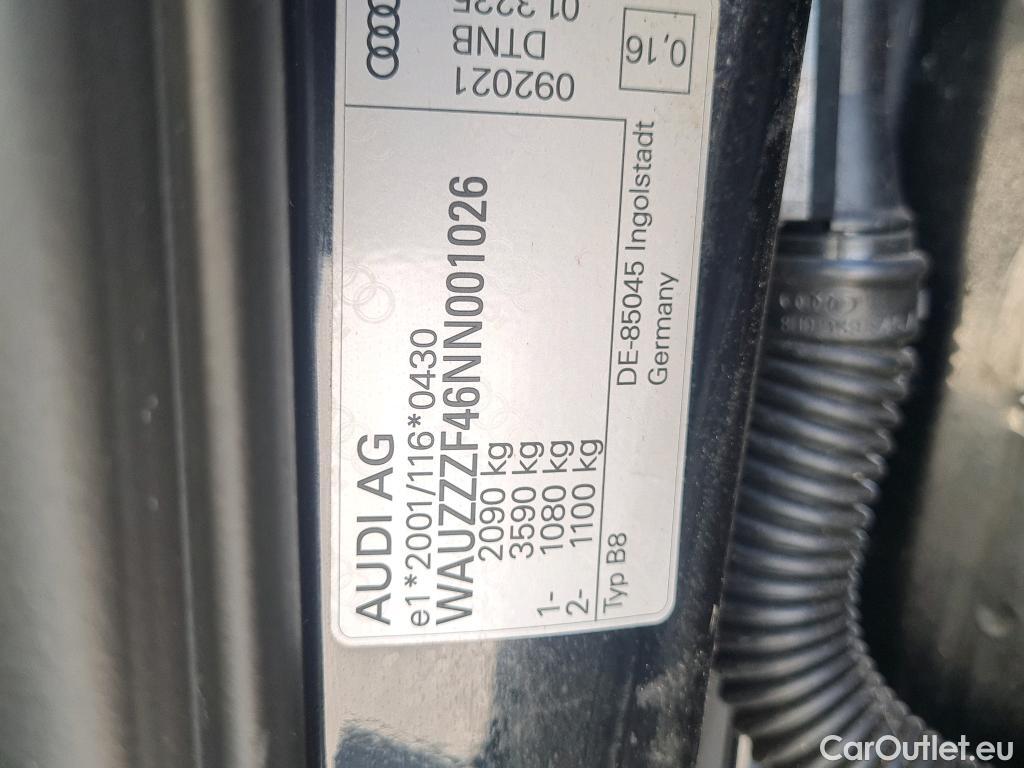 AUDI AG
e1*2001/116*0430
WAUZZZF46NN001026
2090 kg
3590 kg
1- 1080 kg
2- 1100 kg
Typ B8
DE-85045 Ingolstadt
Germany
092021
DTNB
0,16
CarOutlet.eu